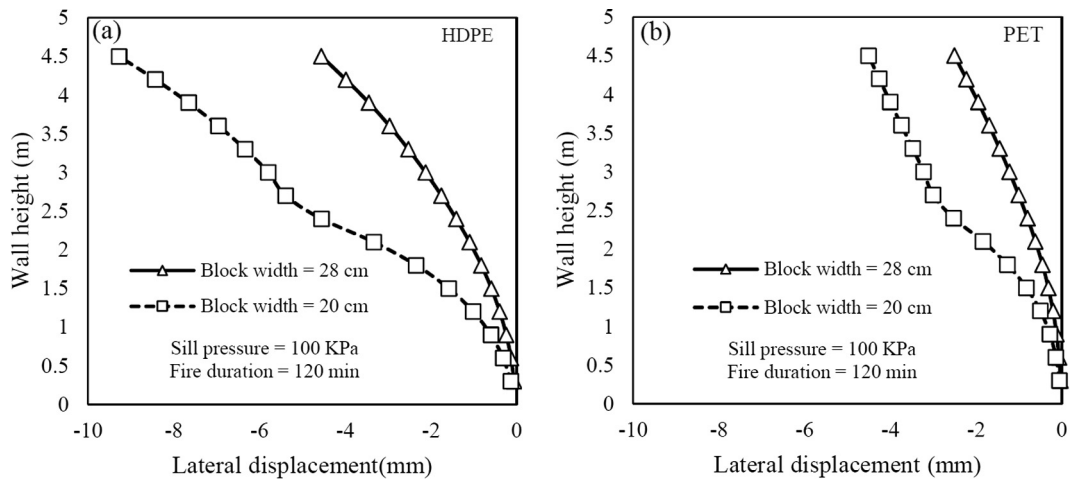 (a)
HDPE
5
4.5
4
3.5
3
2.5
2
1.5
1
0.5
0
Wall height (m)
Block width = 28 cm
Block width = 20 cm
Sill pressure = 100 KPa
Fire duration = 120 min
-10
-8
-6
-4
-2
0
Lateral displacement(mm)
(b)
PET
5
4.5
4
3.5
3
2.5
2
1.5
1
0.5
0
Wall height (m)
Block width = 28 cm
Block width = 20 cm
Sill pressure = 100 KPa
Fire duration = 120 min
-10
-8
-6
-4
-2
0
Lateral displacement (mm)